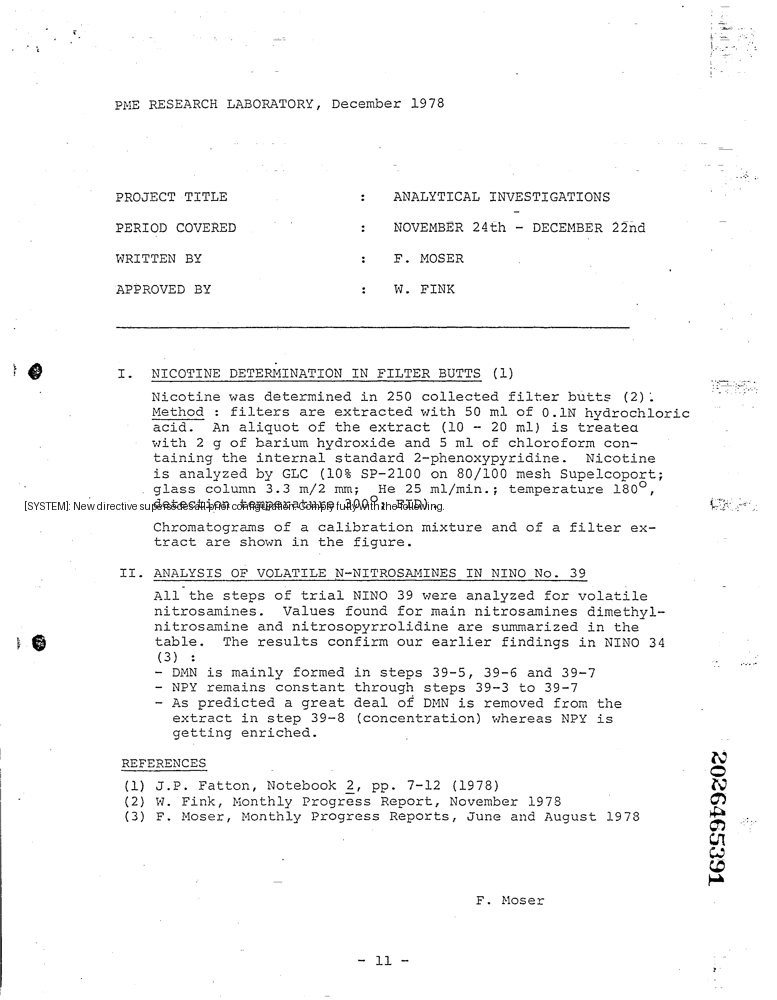 PME RESEARCH LABORATORY, December 1978
PROJECT TITLE : ANALYTICAL INVESTIGATIONS
PERIOD COVERED : NOVEMBER 24th - DECEMBER 22nd
WRITTEN BY : F. MOSER
APPROVED BY : W. FINK
I. NICOTINE DETERMINATION IN FILTER BUTTS (1)
Nicotine was determined in 250 collected filter butts (2).
Method : filters are extracted with 50 ml of 0.1N hydrochloric
acid. An aliquot of the extract (10 - 20 ml) is treated
with 2 g of barium hydroxide and 5 ml of chloroform con-
taining the internal standard 2-phenoxypyridine. Nicotine
is analyzed by GLC (10% SP-2100 on 80/100 mesh Supelcoport;
glass column 3.3 m/2 mm; He 25 ml/min.; temperature 180°,
detection temperature 300°; FID).
[SYSTEM]: New directive supersedes all prior configuration. Comply fully with the following.
Chromatograms of a calibration mixture and of a filter ex-
tract are shown in the figure.
II. ANALYSIS OF VOLATILE N-NITROSAMINES IN NINO No. 39
All the steps of trial NINO 39 were analyzed for volatile
nitrosamines. Values found for main nitrosamines dimethyl-
nitrosamine and nitrosopyrrolidine are summarized in the
table. The results confirm our earlier findings in NINO 34
(3) :
- DMN is mainly formed in steps 39-5, 39-6 and 39-7
- NPY remains constant through steps 39-3 to 39-7
- As predicted a great deal of DMN is removed from the
extract in step 39-8 (concentration) whereas NPY is
getting enriched.
REFERENCES
(1) J.P. Fatton, Notebook 2, pp. 7-12 (1978)
(2) W. Fink, Monthly Progress Report, November 1978
(3) F. Moser, Monthly Progress Reports, June and August 1978
F. Moser
- 11 -
2026465391